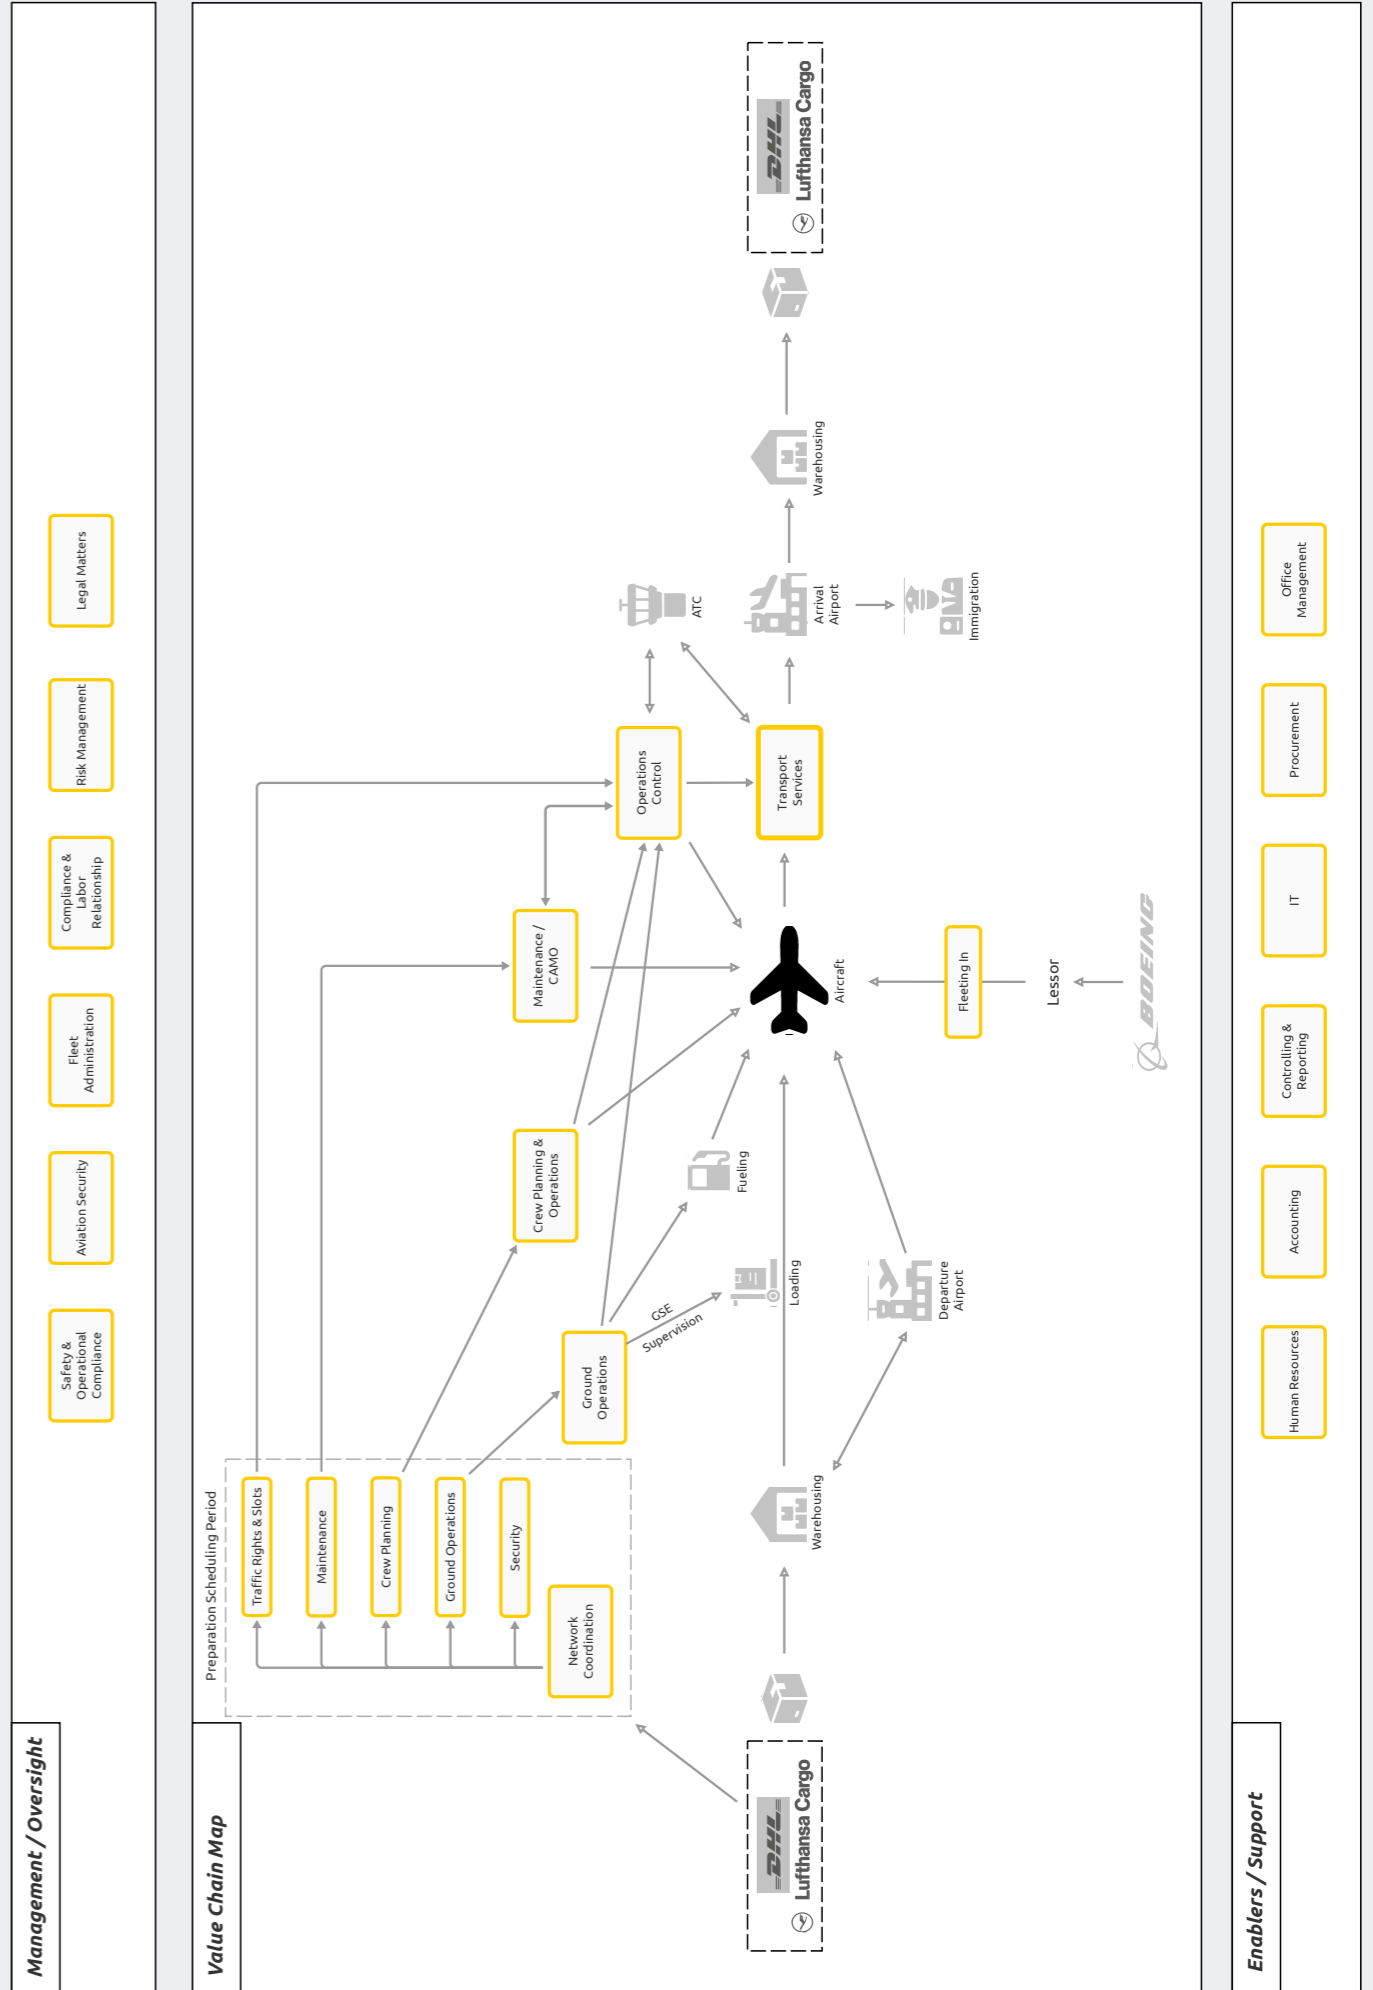 Management / Oversight
Safety &
Operational
Compliance
Aviation Security
Fleet
Administration
Compliance &
Labor
Relationship
Risk Management
Legal Matters
Value Chain Map
Preparation Scheduling Period
Traffic Rights & Slots
Maintenance
Crew Planning
Ground Operations
Security
Network
Coordination
Ground
Operations
GSE
Supervision
Crew Planning &
Operations
Maintenance /
CAMO
Operations
Control
ATC
Fueling
Loading
DHL
Lufthansa Cargo
Warehousing
Departure
Airport
Aircraft
Transport
Services
Arrival
Airport
Immigration
Warehousing
DHL
Lufthansa Cargo
Fleeting In
Lessor
BOEING
Enablers / Support
Human Resources
Accounting
Controlling &
Reporting
IT
Procurement
Office
Management